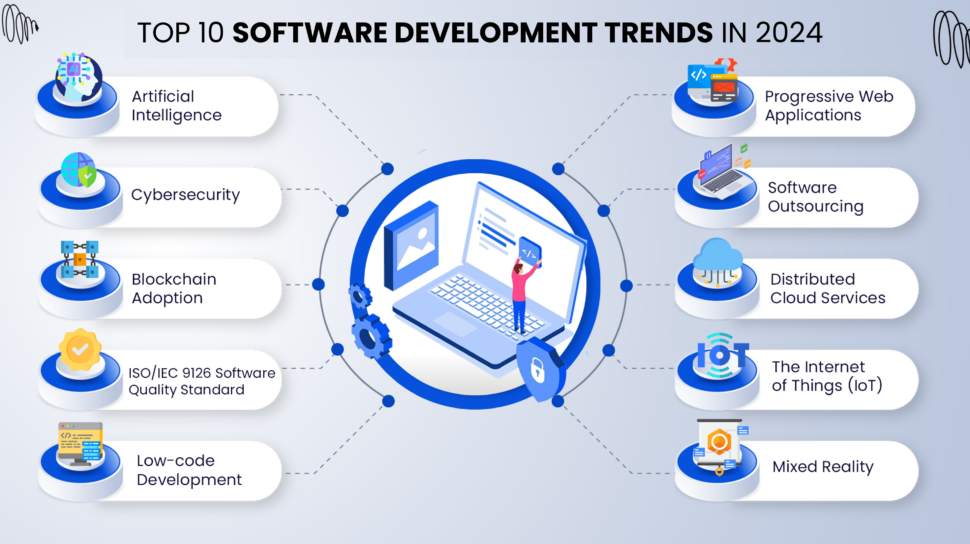 TOP 10 SOFTWARE DEVELOPMENT TRENDS IN 2024
Artificial
Intelligence
Cybersecurity
Blockchain
Adoption
ISO/IEC 9126 Software
Quality Standard
Low-code
Development
</>
Progressive Web
Applications
Software
Outsourcing
Distributed
Cloud Services
IOT
The Internet
of Things (IoT)
Mixed Reality
</>
</>